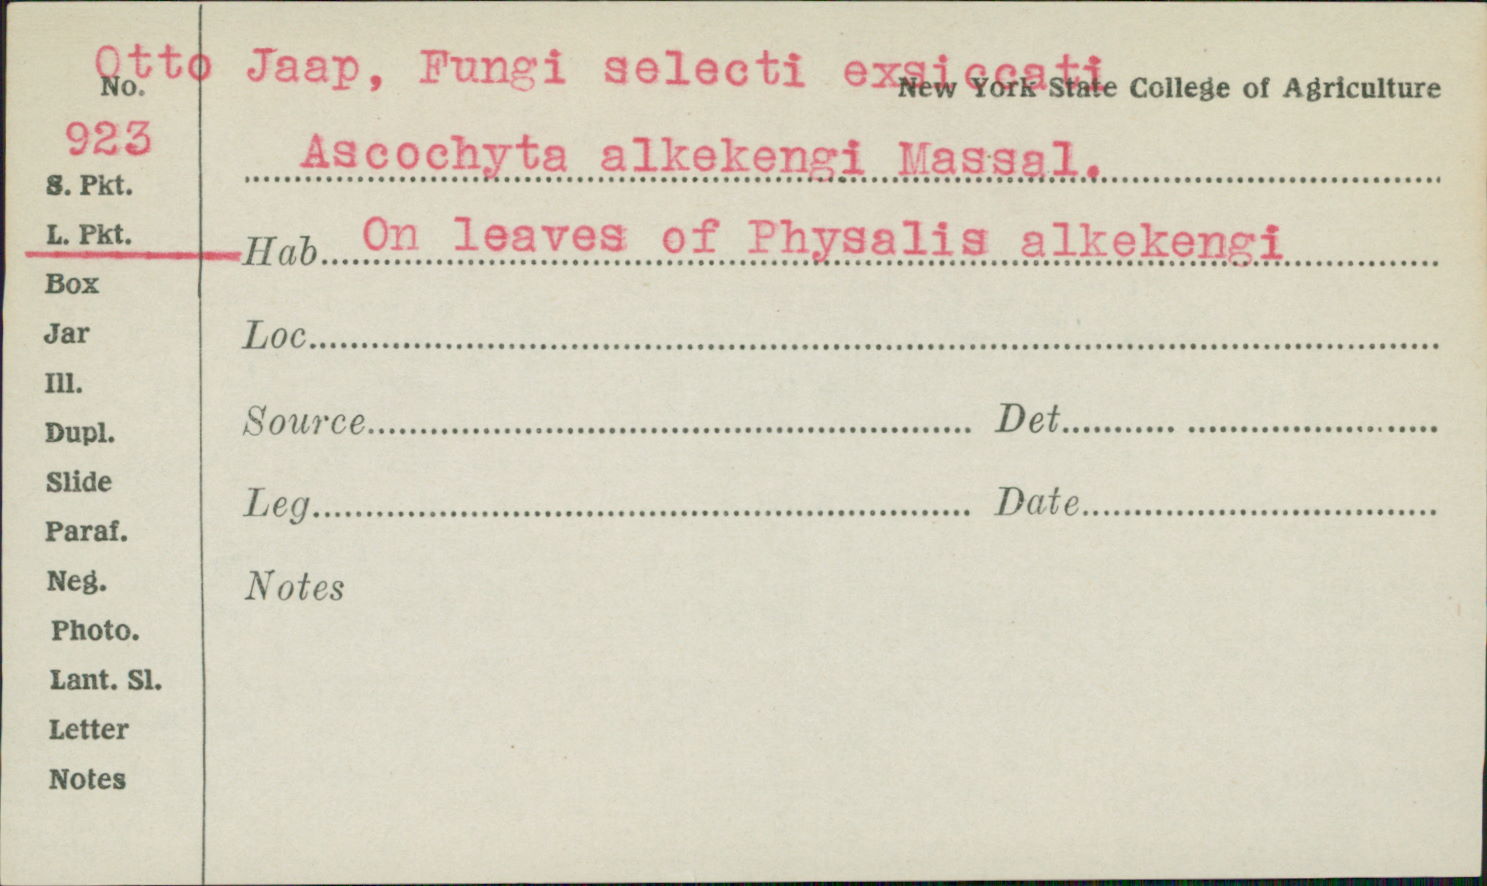 Otto Jaap, Fungi selecti exsiccati
No. New York State College of Agriculture
923
Ascochyta alkekengi Massal.
S. Pkt.
L. Pkt.
Hab. On leaves of Physalis alkekengi
Box
Jar
Loc.
Ill.
Dupl.
Source Det.
Slide
Leg. Date
Paraf.
Neg.
Notes
Photo.
Lant. Sl.
Letter
Notes